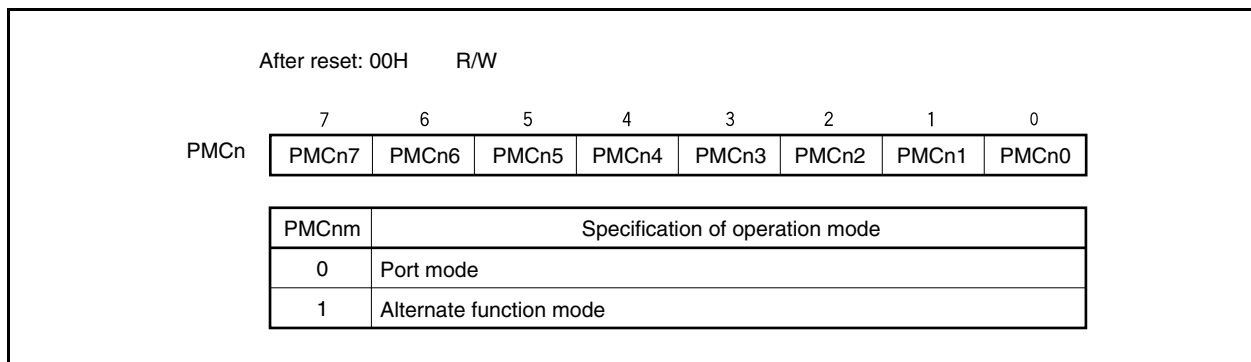 After reset: 00H R/W
7 6 5 4 3 2 1 0
PMCn PMCn7 PMCn6 PMCn5 PMCn4 PMCn3 PMCn2 PMCn1 PMCn0
PMCnm Specification of operation mode
0 Port mode
1 Alternate function mode